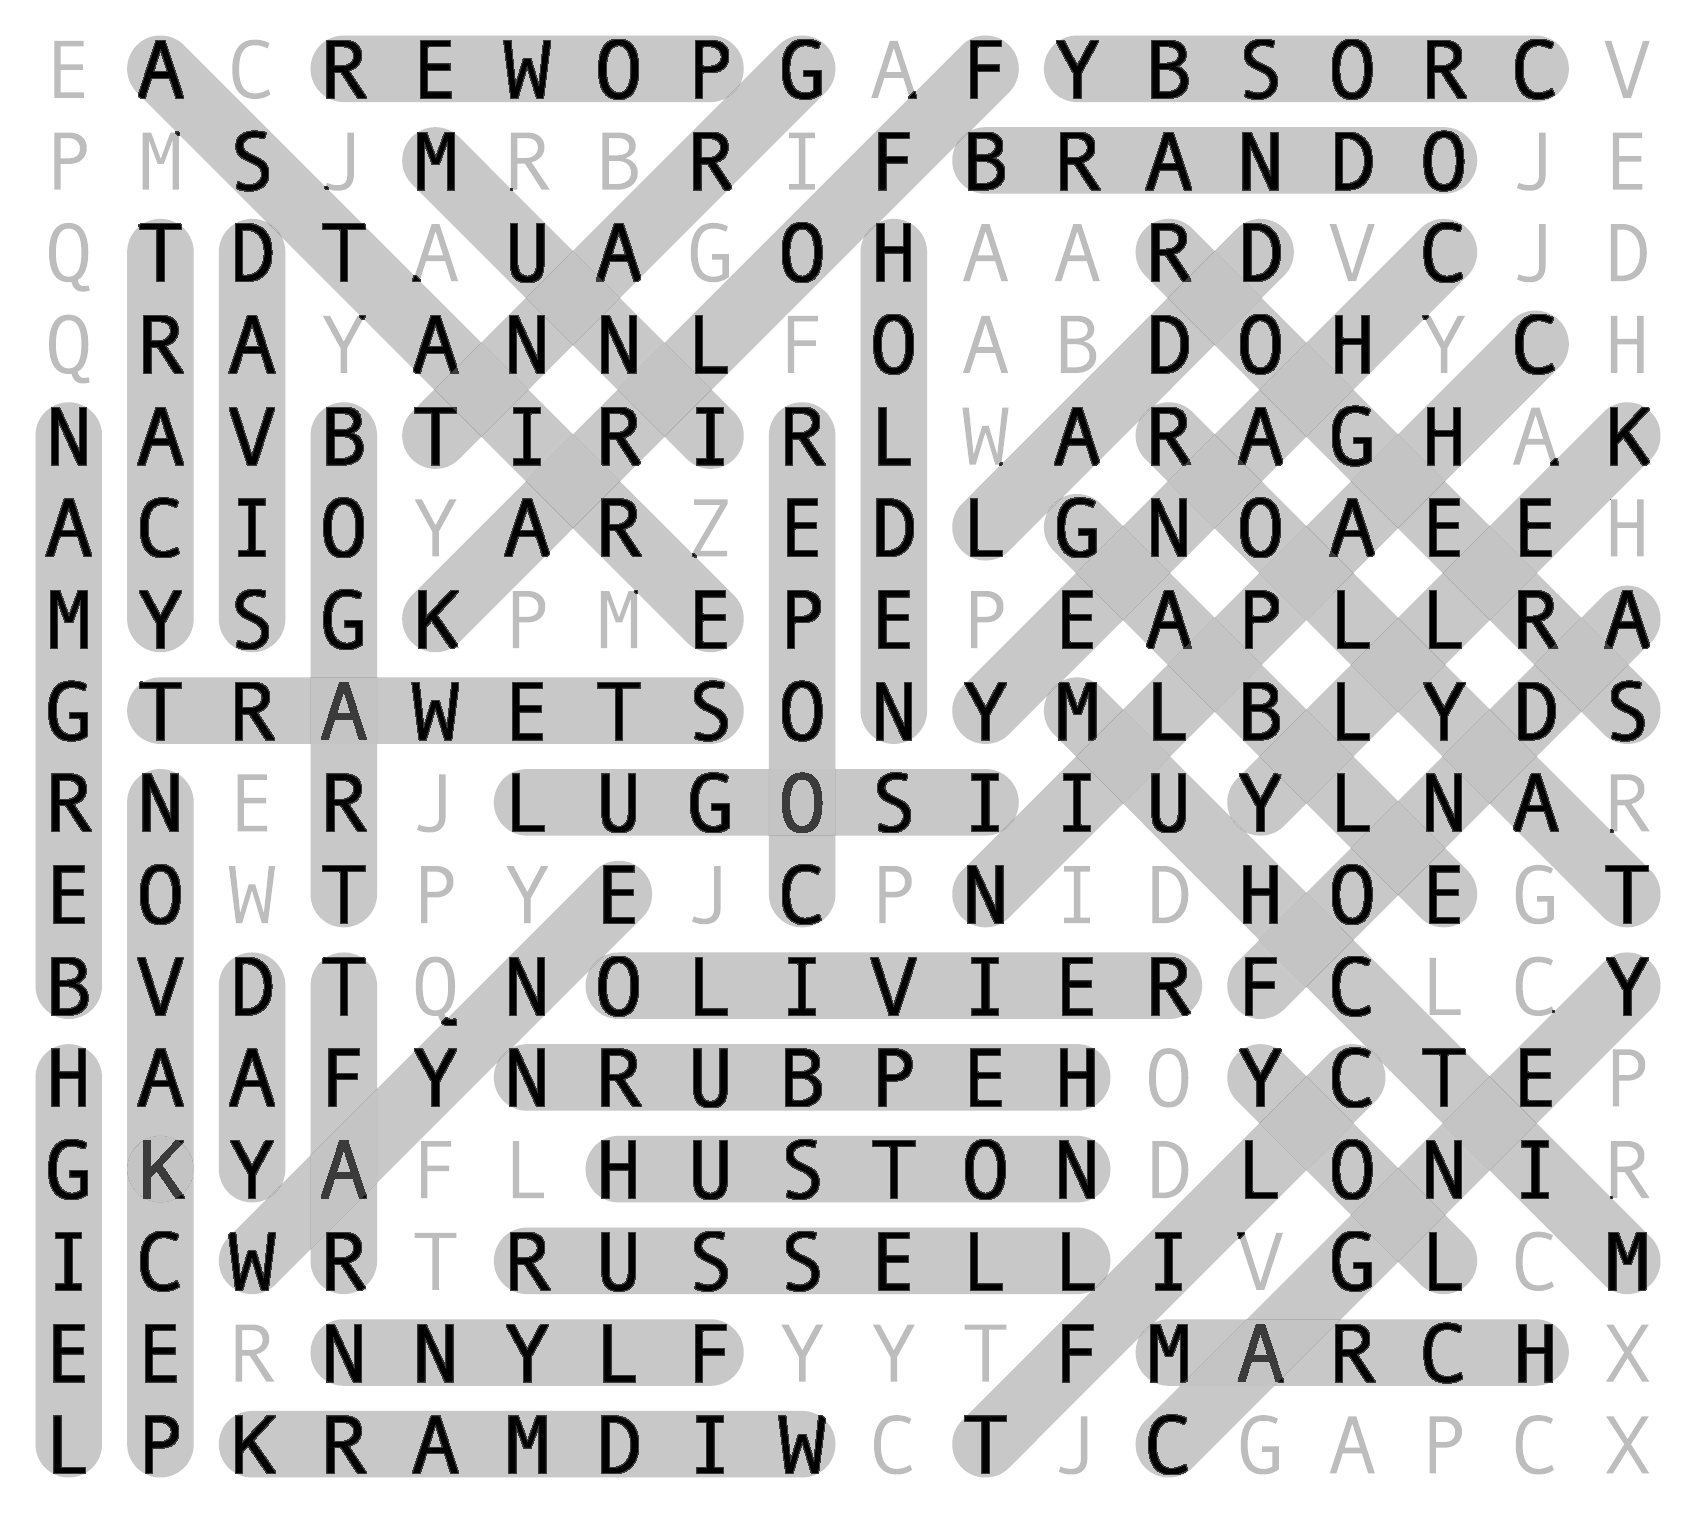 E A C R E W O P G A F Y B S O R C V
P M S J M R B R I F B R A N D O J E
Q T D T A U A G O H A A R D V C J D
Q R A Y A N N L F O A B D O H Y C H
N A V B T I R I R L W A R A G H A K
A C I O Y A R Z E D L G N O A E E H
M Y S G K P M E P E P E A P L L R A
G T R A W E T S O N Y M L B L Y D S
R N E R J L U G O S I I U Y L N A R
E O W T P Y E J C P N I D H O E G T
B V D T Q N O L I V I E R F C L C Y
H A A F Y N R U B P E H O Y C T E P
G K Y A F L H U S T O N D L O N I R
I C W R T R U S S E L L I V G L C M
E E R N N Y L F Y Y T F M A R C H X
L P K R A M D I W C T J C G A P C X